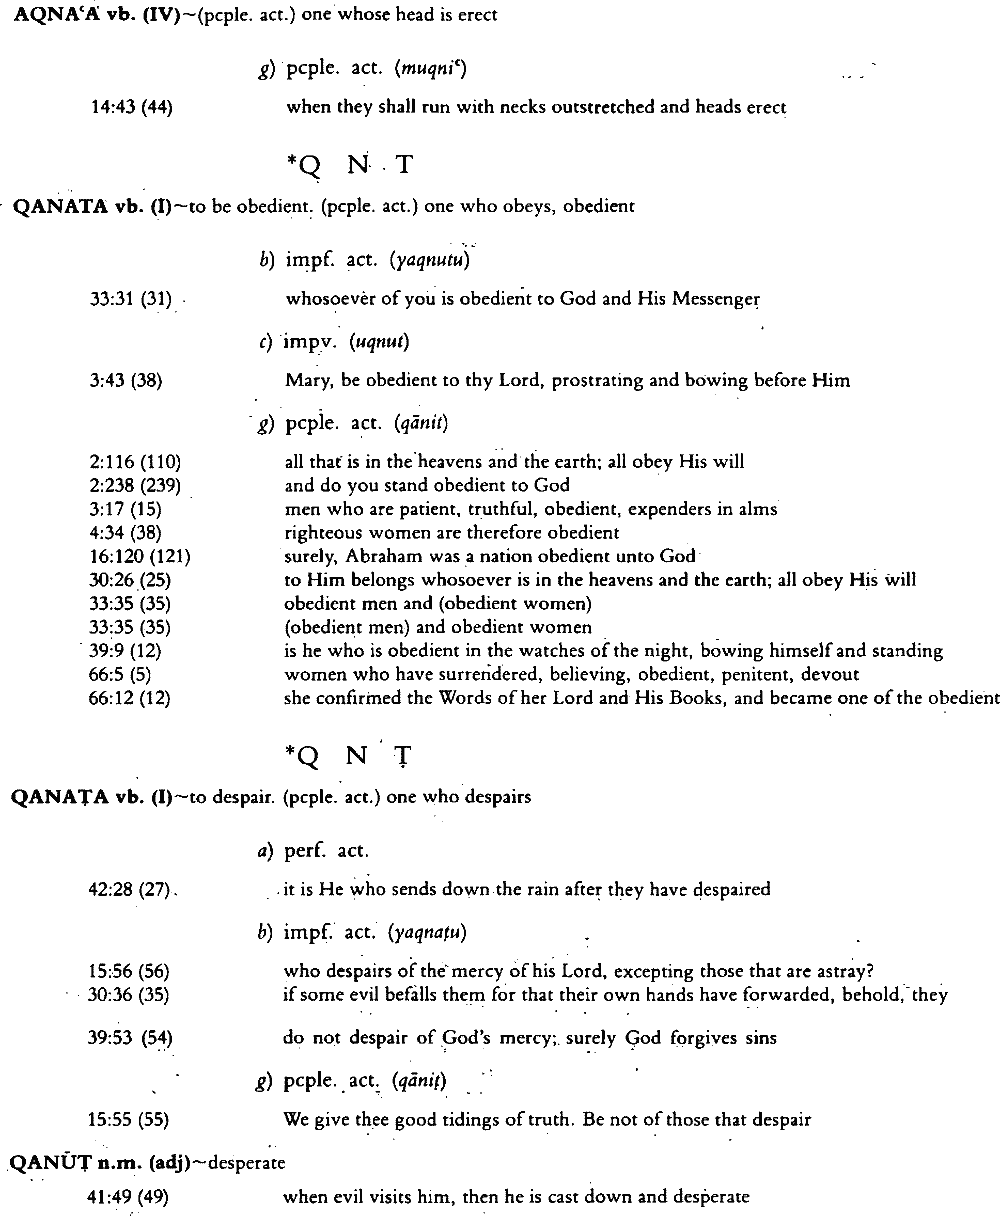 AQNAʿA vb. (IV)~(pcple. act.) one whose head is erect
g) pcple. act. (muqniʿ)
14:43 (44) when they shall run with necks outstretched and heads erect
*Q N T
QANATA vb. (I)~to be obedient. (pcple. act.) one who obeys, obedient
b) impf. act. (yaqnutu)
33:31 (31) whosoever of you is obedient to God and His Messenger
c) impv. (uqnut)
3:43 (38) Mary, be obedient to thy Lord, prostrating and bowing before Him
g) pcple. act. (qānit)
2:116 (110) all that is in the heavens and the earth; all obey His will
2:238 (239) and do you stand obedient to God
3:17 (15) men who are patient, truthful, obedient, expenders in alms
4:34 (38) righteous women are therefore obedient
16:120 (121) surely, Abraham was a nation obedient unto God
30:26 (25) to Him belongs whosoever is in the heavens and the earth; all obey His will
33:35 (35) obedient men and (obedient women)
33:35 (35) (obedient men) and obedient women
39:9 (12) is he who is obedient in the watches of the night, bowing himself and standing
66:5 (5) women who have surrendered, believing, obedient, penitent, devout
66:12 (12) she confirmed the Words of her Lord and His Books, and became one of the obedient
*Q N Ṭ
QANAṬA vb. (I)~to despair. (pcple. act.) one who despairs
a) perf. act.
42:28 (27) it is He who sends down the rain after they have despaired
b) impf. act. (yaqnaṭu)
15:56 (56) who despairs of the mercy of his Lord, excepting those that are astray?
30:36 (35) if some evil befalls them for that their own hands have forwarded, behold, they
39:53 (54) do not despair of God's mercy; surely God forgives sins
g) pcple. act. (qāniṭ)
15:55 (55) We give thee good tidings of truth. Be not of those that despair
QANŪṬ n.m. (adj)~desperate
41:49 (49) when evil visits him, then he is cast down and desperate